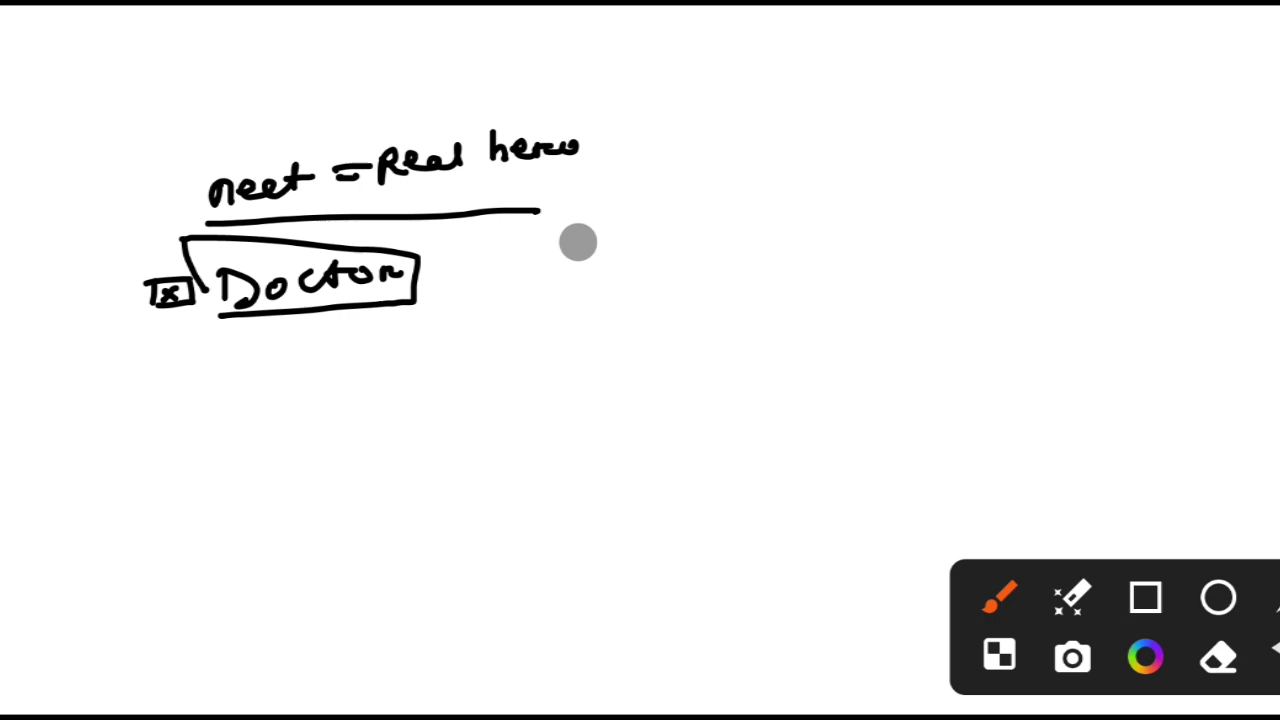 neet = Real hero
x Doctor